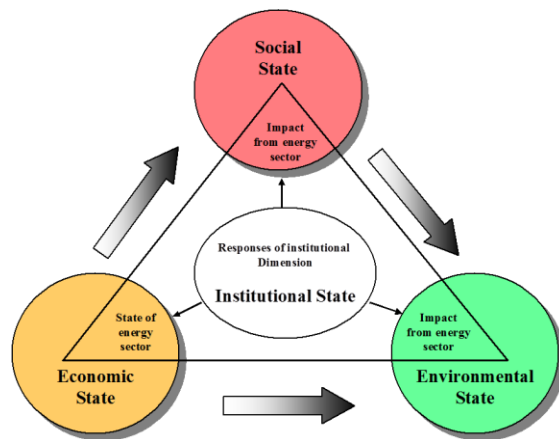 Social
State
Impact
from energy
sector
Responses of institutional
Dimension
Institutional State
State of
energy
sector
Economic
State
Impact
from energy
sector
Environmental
State